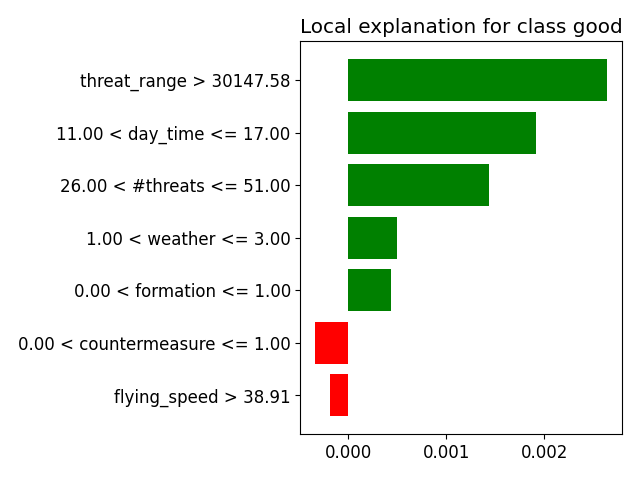 Local explanation for class good
threat_range > 30147.58
11.00 < day_time <= 17.00
26.00 < #threats <= 51.00
1.00 < weather <= 3.00
0.00 < formation <= 1.00
0.00 < countermeasure <= 1.00
flying_speed > 38.91
0.000 0.001 0.002